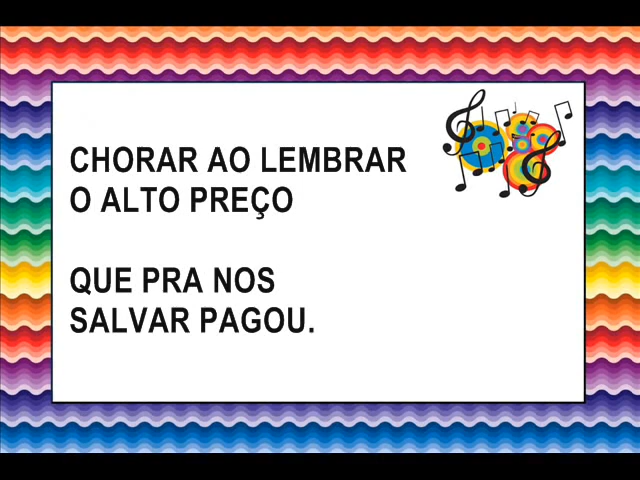 CHORAR AO LEMBRAR
O ALTO PREÇO
QUE PRA NOS
SALVAR PAGOU.